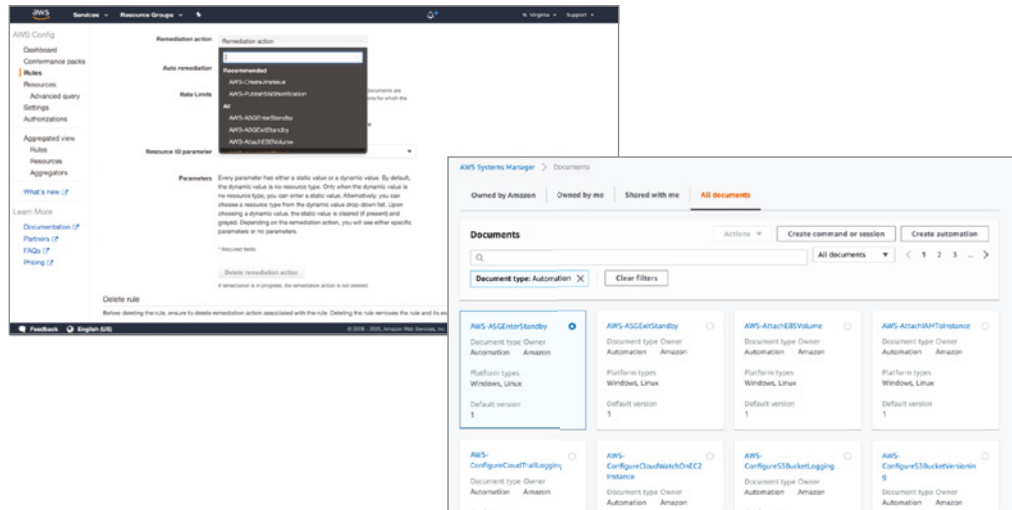 aws
Services
Resource Groups
N. Virginia
Support
AWS Config
Dashboard
Conformance packs
Rules
Resources
Advanced query
Settings
Authorizations
Aggregated view
Rules
Resources
Aggregators
What's new
Learn More
Documentation
Partners
FAQs
Pricing
Remediation action
Remediation action
Auto remediation
Rate Limits
Recommended
AWS-CreateJiraIssue
AWS-PublishSNSNotification
All
AWS-ASGEnterStandby
AWS-ASGExitStandby
AWS-AttachEBSVolume
documents are
ons for which the
Resource ID parameter
Parameters
Every parameter has either a static value or a dynamic value. By default,
the dynamic value is no resource type. Only when the dynamic value is
no resource type, you can enter a static value. Alternatively, you can
choose a resource type from the dynamic value drop down list. Upon
choosing a dynamic value, the static value is cleared (if present) and
grayed. Depending on the remediation action, you will see either specific
parameters or no parameters.
* Required fields
Delete remediation action
If remediation is in progress, the remediation action is not deleted.
Delete rule
Before deleting the rule, ensure to delete remediation action associated with the rule. Deleting the rule removes the rule and its
Feedback
English (US)
© 2008 - 2020, Amazon Web Services, Inc.
AWS Systems Manager > Documents
Owned by Amazon
Owned by me
Shared with me
All documents
Documents
Actions
Create command or session
Create automation
All documents
< 1 2 3 ... >
Document type: Automation X
Clear filters
AWS-ASGEnterStandby
Document type Owner
Automation Amazon
Platform types
Windows, Linux
Default version
1
AWS-ASGExitStandby
Document type Owner
Automation Amazon
Platform types
Windows, Linux
Default version
1
AWS-AttachEBSVolume
Document type Owner
Automation Amazon
Platform types
Windows, Linux
Default version
1
AWS-AttachIAMToInstance
Document type Owner
Automation Amazon
Platform types
Windows, Linux
Default version
1
AWS-
ConfigureCloudTrailLogging
Document type Owner
Automation Amazon
AWS-
ConfigureCloudWatchOnEC2
Instance
Document type Owner
Automation Amazon
AWS-
ConfigureS3BucketLogging
Document type Owner
Automation Amazon
AWS-
ConfigureS3BucketVersionin
g
Document type Owner
Automation Amazon